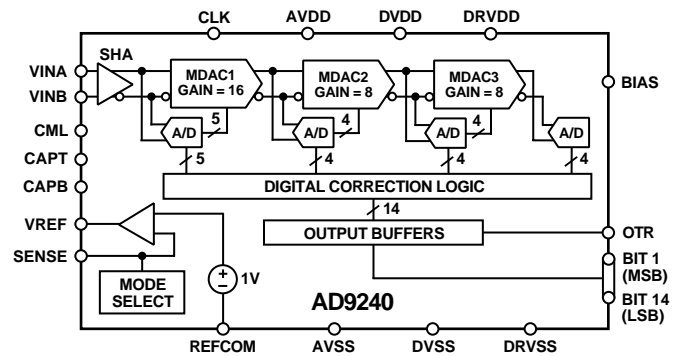 CLK AVDD DVDD DRVDD
SHA
VINA
VINB
MDAC1
GAIN = 16
MDAC2
GAIN = 8
MDAC3
GAIN = 8
BIAS
CML
CAPT
CAPB
A/D
5
5
A/D
4
4
A/D
4
4
A/D
4
DIGITAL CORRECTION LOGIC
14
VREF
SENSE
OUTPUT BUFFERS
OTR
BIT 1
(MSB)
BIT 14
(LSB)
MODE
SELECT
+
–
1V
AD9240
REFCOM AVSS DVSS DRVSS